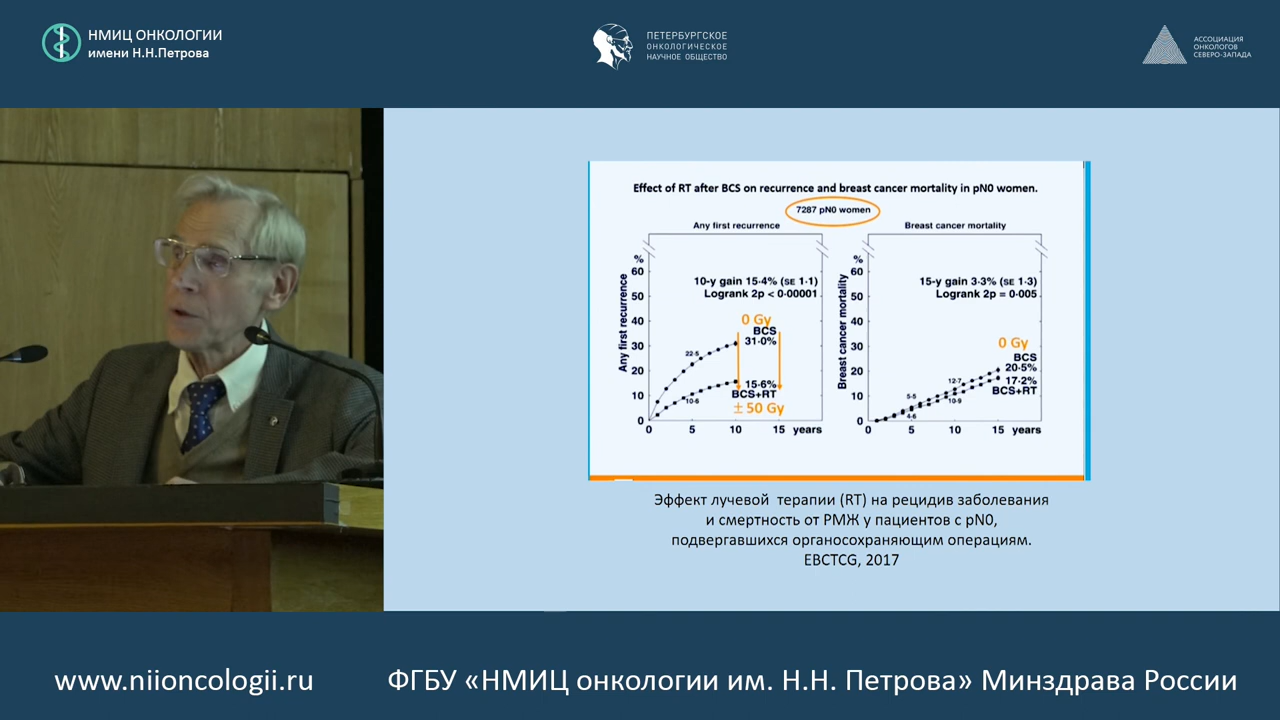 НМИЦ ОНКОЛОГИИ
имени Н.Н.Петрова
ПЕТЕРБУРГСКОЕ
ОНКОЛОГИЧЕСКОЕ
НАУЧНОЕ ОБЩЕСТВО
АССОЦИАЦИЯ
ОНКОЛОГОВ
СЕВЕРО-ЗАПАДА
Effect of RT after BCS on recurrence and breast cancer mortality in pN0 women.
7287 pN0 women
Any first recurrence
%
60
50
40
30
20
10
0
Any first recurrence
10-y gain 15·4% (SE 1·1)
Logrank 2p < 0·00001
0 Gy
BCS
31·0%
22·5
15·6%
BCS+RT
10·6
± 50 Gy
0 5 10 15 years
Breast cancer mortality
%
60
50
40
30
20
10
0
Breast cancer mortality
15-y gain 3·3% (SE 1·3)
Logrank 2p = 0·005
0 Gy
BCS
20·5%
12·7
17·2%
BCS+RT
5·5
10·9
4·6
0 5 10 15 years
Эффект лучевой терапии (RT) на рецидив заболевания
и смертность от РМЖ у пациентов с pN0,
подвергавшихся органосохраняющим операциям.
EBCTCG, 2017
www.niioncologii.ru
ФГБУ «НМИЦ онкологии им. Н.Н. Петрова» Минздрава России